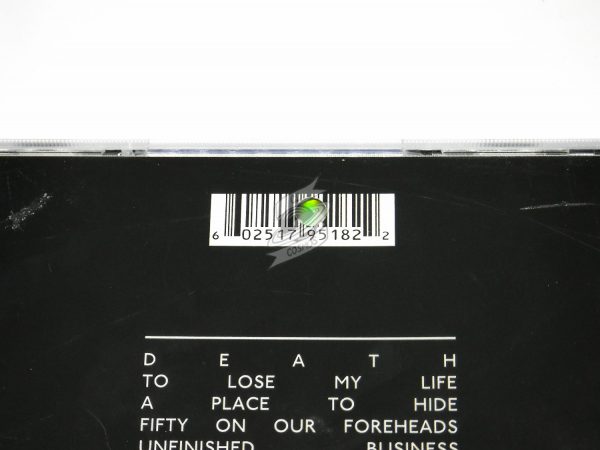 6 02517 95182 2
DEATH
TO LOSE MY LIFE
A PLACE TO HIDE
FIFTY ON OUR FOREHEADS
UNFINISHED BUSINESS